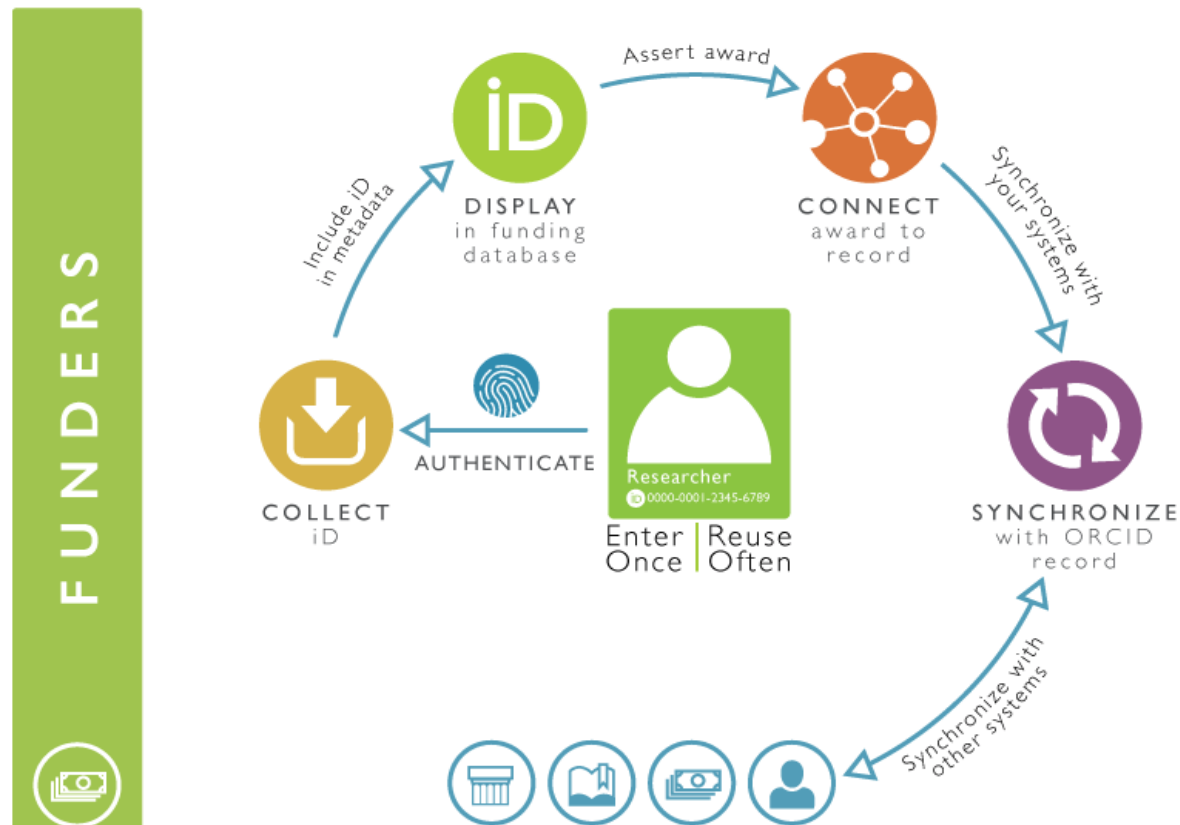 FUNDERS
Assert award
iD
DISPLAY
in funding
database
CONNECT
award to
record
Include iD
in metadata
Synchronize with
your systems
AUTHENTICATE
COLLECT
iD
Researcher
iD 0000-0001-2345-6789
Enter Once
Reuse Often
SYNCHRONIZE
with ORCID
record
Synchronize with
other systems